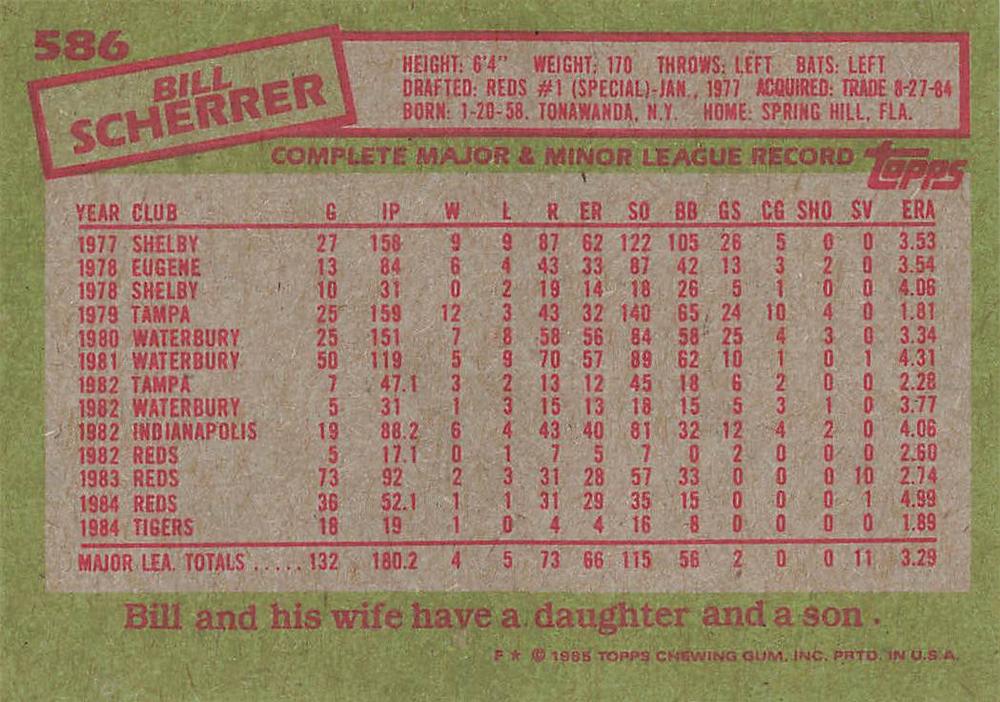 586
BILL
SCHERRER
HEIGHT: 6'4" WEIGHT: 170 THROWS: LEFT BATS: LEFT
DRAFTED: REDS #1 (SPECIAL)-JAN., 1977 ACQUIRED: TRADE 8-27-84
BORN: 1-20-58, TONAWANDA, N.Y. HOME: SPRING HILL, FLA.
COMPLETE MAJOR & MINOR LEAGUE RECORD topps
YEAR CLUB G IP W L R ER SO BB GS CG SHO SV ERA
1977 SHELBY 27 158 9 9 87 62 122 105 26 5 0 0 3.53
1978 EUGENE 13 84 6 4 43 33 87 42 13 3 2 0 3.54
1978 SHELBY 10 31 0 2 19 14 18 26 5 1 0 0 4.06
1979 TAMPA 25 159 12 3 43 32 140 65 24 10 4 0 1.81
1980 WATERBURY 25 151 7 8 58 56 84 58 25 4 3 0 3.34
1981 WATERBURY 50 119 5 9 70 57 89 62 10 1 0 1 4.31
1982 TAMPA 7 47.1 3 2 13 12 45 18 6 2 0 0 2.28
1982 WATERBURY 5 31 1 3 15 13 18 15 5 3 1 0 3.77
1982 INDIANAPOLIS 19 88.2 6 4 43 40 81 32 12 4 2 0 4.06
1982 REDS 5 17.1 0 1 7 5 7 0 2 0 0 0 2.60
1983 REDS 73 92 2 3 31 28 57 33 0 0 0 10 2.74
1984 REDS 36 52.1 1 1 31 29 35 15 0 0 0 1 4.99
1984 TIGERS 18 19 1 0 4 4 16 8 0 0 0 0 1.89
MAJOR LEA. TOTALS ..... 132 180.2 4 5 73 66 115 56 2 0 0 11 3.29
Bill and his wife have a daughter and a son.
F★ © 1985 TOPPS CHEWING GUM, INC. PRTD. IN U.S.A.